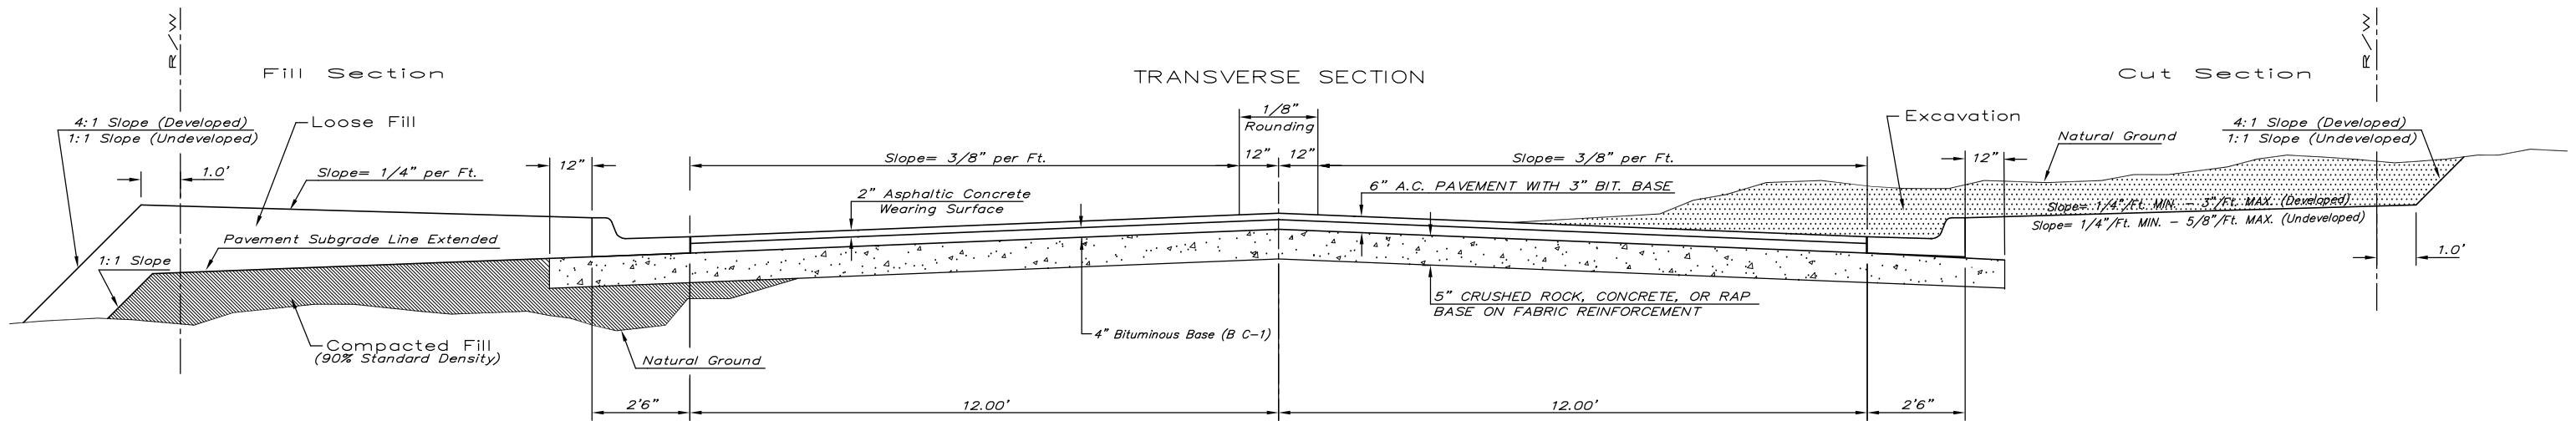 R/W
R/W
Fill Section
TRANSVERSE SECTION
Cut Section
4:1 Slope (Developed)
1:1 Slope (Undeveloped)
Loose Fill
1/8"
Rounding
Excavation
4:1 Slope (Developed)
1:1 Slope (Undeveloped)
Natural Ground
12"
Slope= 3/8" per Ft.
12"
12"
Slope= 3/8" per Ft.
12"
1.0'
Slope= 1/4" per Ft.
2" Asphaltic Concrete
Wearing Surface
6" A.C. PAVEMENT WITH 3" BIT. BASE
Slope= 1/4"/Ft. MIN. - 3"/Ft. MAX. (Developed)
Slope= 1/4"/Ft. MIN. - 5/8"/Ft. MAX. (Undeveloped)
Pavement Subgrade Line Extended
1:1 Slope
1.0'
5" CRUSHED ROCK, CONCRETE, OR RAP
BASE ON FABRIC REINFORCEMENT
4" Bituminous Base (B C-1)
Compacted Fill
(90% Standard Density)
Natural Ground
2'6"
12.00'
12.00'
2'6"